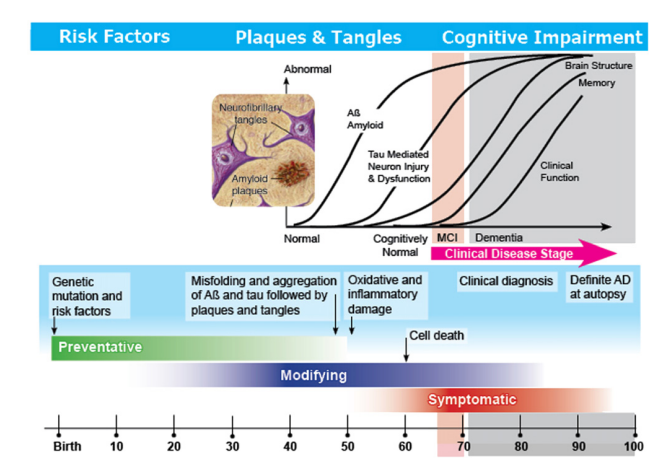 Risk Factors
Plaques & Tangles
Cognitive Impairment
Abnormal
Neurofibrillary
tangles
Amyloid
plaques
Aß
Amyloid
Tau Mediated
Neuron Injury
& Dysfunction
Brain Structure
Memory
Clinical
Function
Normal
Cognitively
Normal
MCI
Dementia
Clinical Disease Stage
Genetic
mutation and
risk factors
Misfolding and aggregation
of Aß and tau followed by
plaques and tangles
Oxidative and
inflammatory
damage
Clinical diagnosis
Definite AD
at autopsy
Cell death
Preventative
Modifying
Symptomatic
Birth 10 20 30 40 50 60 70 80 90 100